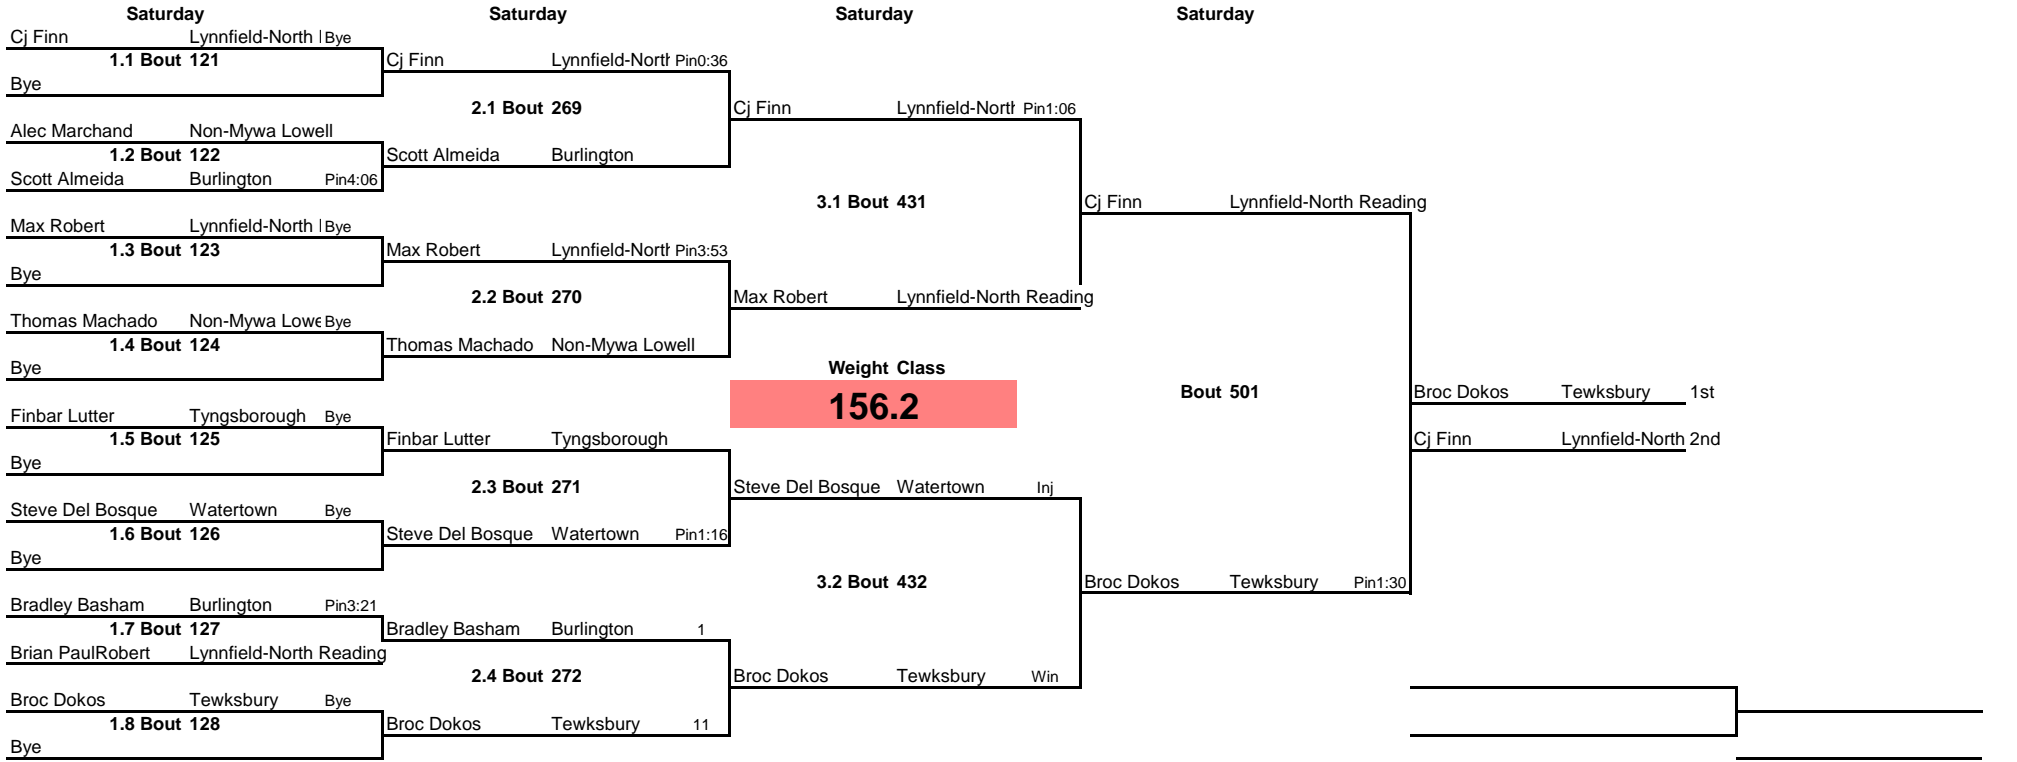 Saturday Saturday Saturday Saturday
Cj Finn Lynnfield-North Bye
1.1 Bout 121 Cj Finn Lynnfield-North Pin0:36
Bye
2.1 Bout 269 Cj Finn Lynnfield-North Pin1:06
Alec Marchand Non-Mywa Lowell
1.2 Bout 122 Scott Almeida Burlington
Scott Almeida Burlington Pin4:06
3.1 Bout 431 Cj Finn Lynnfield-North Reading
Max Robert Lynnfield-North Bye
1.3 Bout 123 Max Robert Lynnfield-North Pin3:53
Bye
2.2 Bout 270 Max Robert Lynnfield-North Reading
Thomas Machado Non-Mywa Lowe Bye
1.4 Bout 124 Thomas Machado Non-Mywa Lowell
Bye Weight Class
156.2 Bout 501 Broc Dokos Tewksbury 1st
Finbar Lutter Tyngsborough Bye
1.5 Bout 125 Finbar Lutter Tyngsborough Cj Finn Lynnfield-North 2nd
Bye
2.3 Bout 271 Steve Del Bosque Watertown Inj
Steve Del Bosque Watertown Bye
1.6 Bout 126 Steve Del Bosque Watertown Pin1:16
Bye
3.2 Bout 432 Broc Dokos Tewksbury Pin1:30
Bradley Basham Burlington Pin3:21
1.7 Bout 127 Bradley Basham Burlington 1
Brian PaulRobert Lynnfield-North Reading
2.4 Bout 272 Broc Dokos Tewksbury Win
Broc Dokos Tewksbury Bye
1.8 Bout 128 Broc Dokos Tewksbury 11
Bye